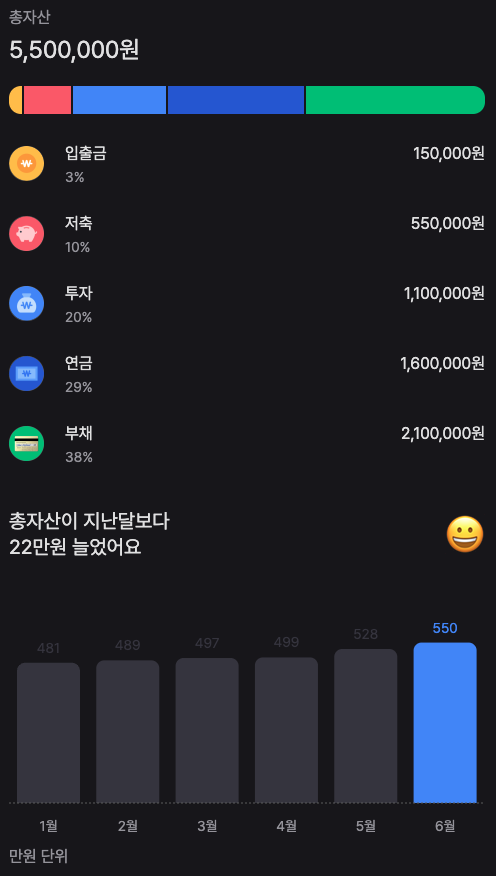 총자산
5,500,000원
입출금 150,000원
3%
저축 550,000원
10%
투자 1,100,000원
20%
연금 1,600,000원
29%
부채 2,100,000원
38%
총자산이 지난달보다
22만원 늘었어요
481 489 497 499 528 550
1월 2월 3월 4월 5월 6월
만원 단위